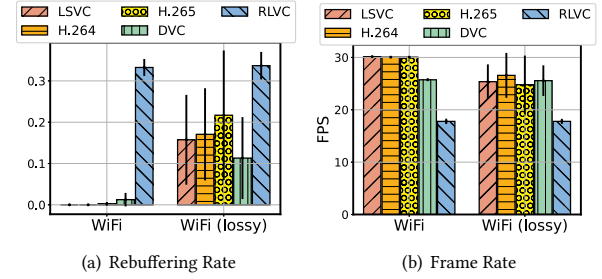 LSVC H.265 RLVC
H.264 DVC
0.3
0.2
0.1
0.0
WiFi WiFi (lossy)
(a) Rebuffering Rate
LSVC H.265 RLVC
H.264 DVC
FPS
30
20
10
0
WiFi WiFi (lossy)
(b) Frame Rate